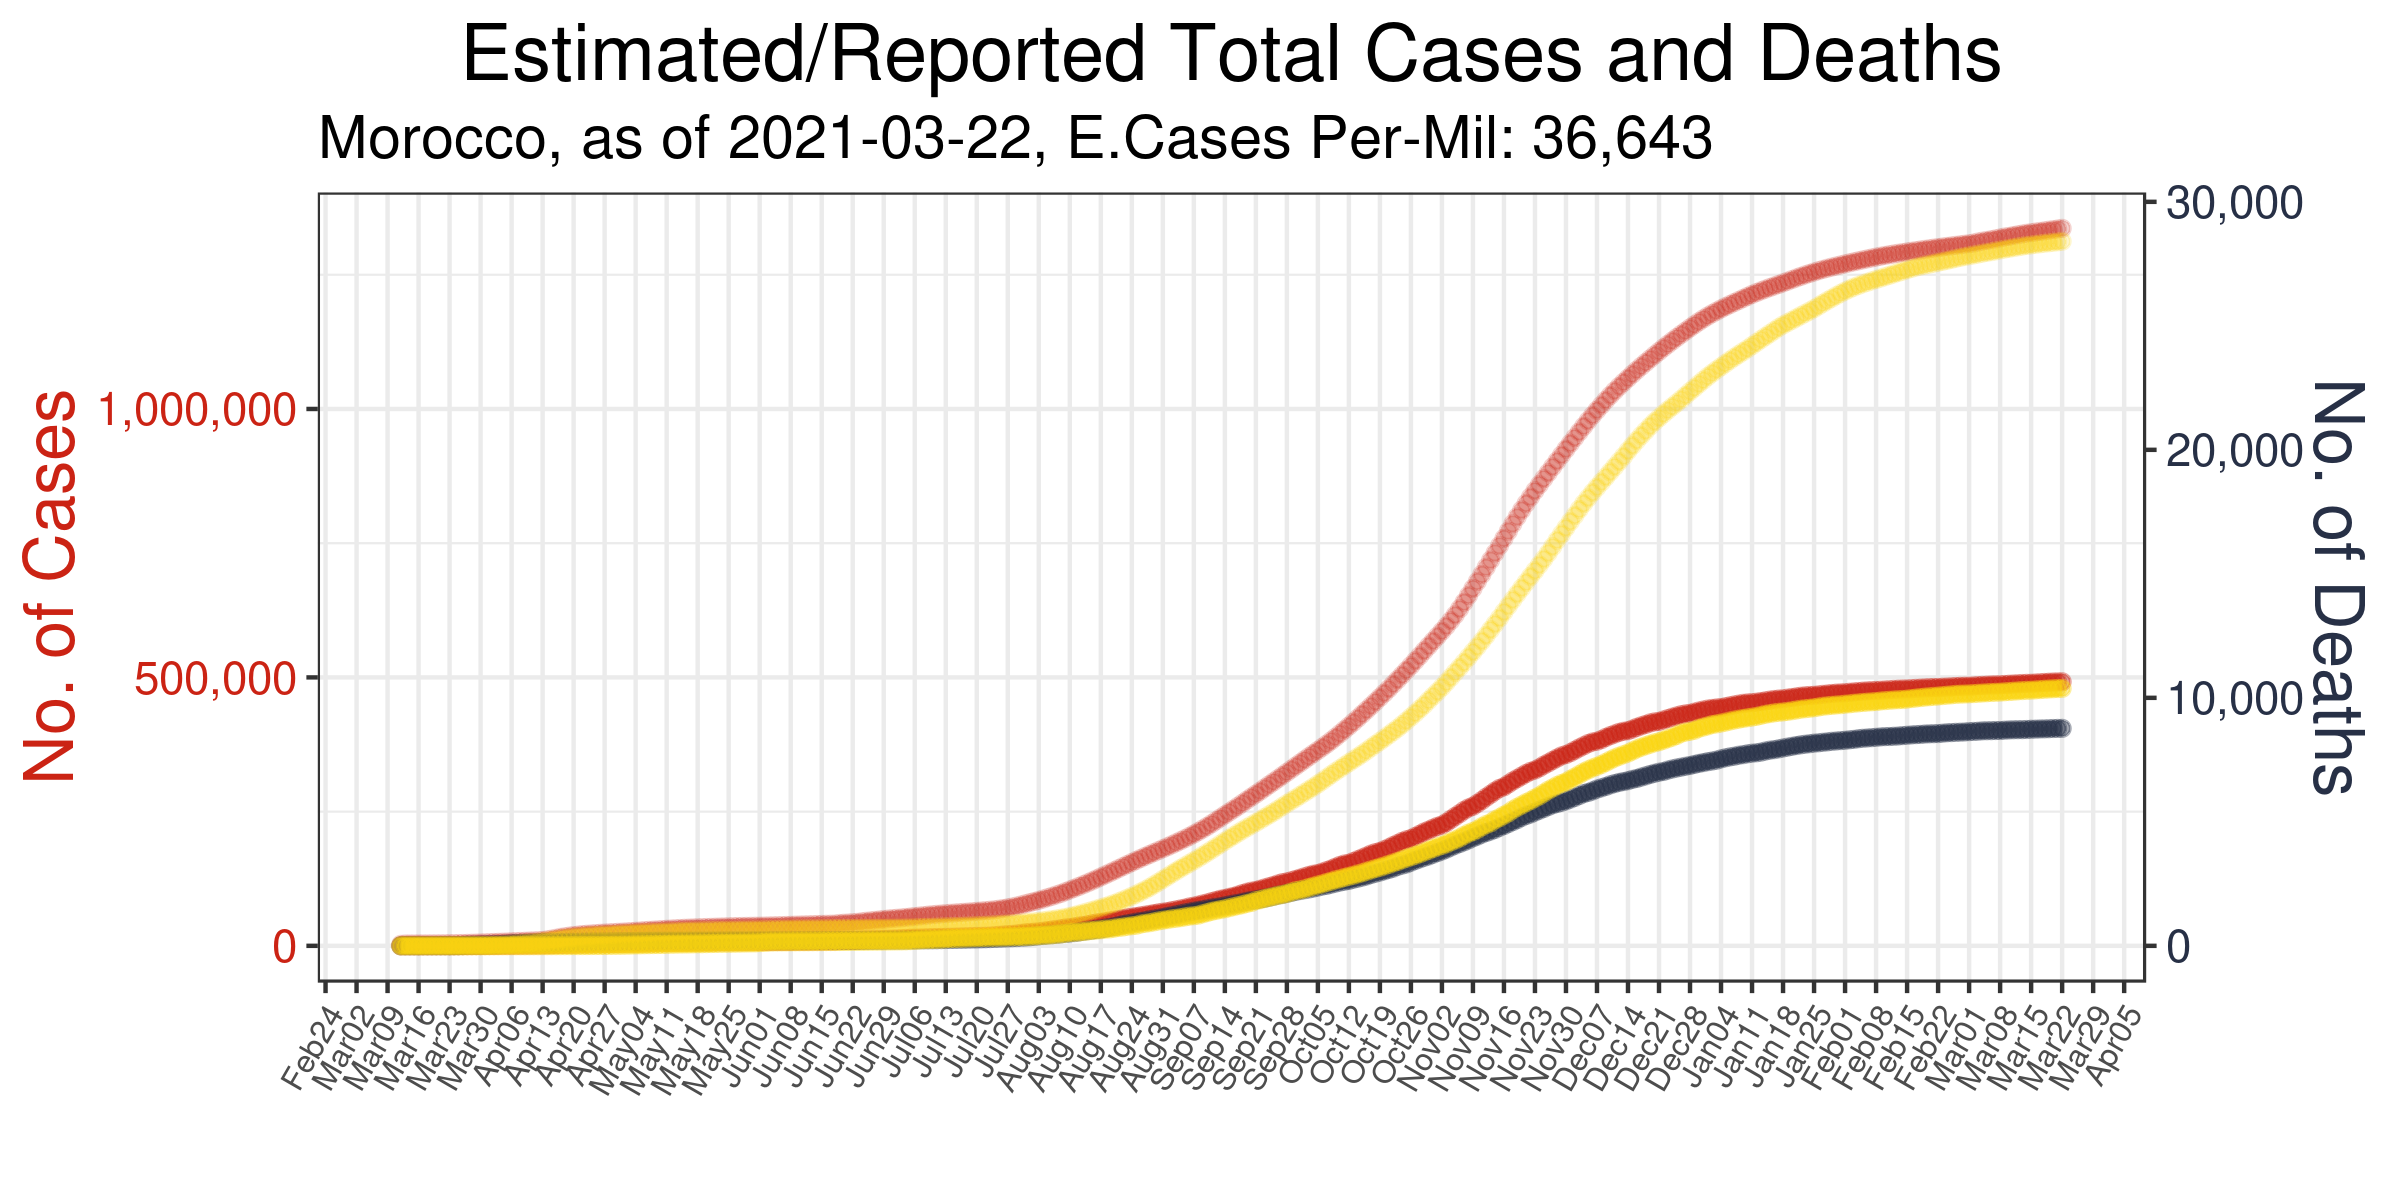 Estimated/Reported Total Cases and Deaths
Morocco, as of 2021-03-22, E.Cases Per-Mil: 36,643
No. of Cases
1,000,000
500,000
0
30,000
20,000
10,000
0
No. of Deaths
Feb24 Mar02 Mar09 Mar16 Mar23 Mar30 Apr06 Apr13 Apr20 Apr27 May04 May11 May18 May25 Jun01 Jun08 Jun15 Jun22 Jun29 Jul06 Jul13 Jul20 Jul27 Aug03 Aug10 Aug17 Aug24 Aug31 Sep07 Sep14 Sep21 Sep28 Oct05 Oct12 Oct19 Oct26 Nov02 Nov09 Nov16 Nov23 Nov30 Dec07 Dec14 Dec21 Dec28 Jan04 Jan11 Jan18 Jan25 Feb01 Feb08 Feb15 Feb22 Mar01 Mar08 Mar15 Mar22 Mar29 Apr05